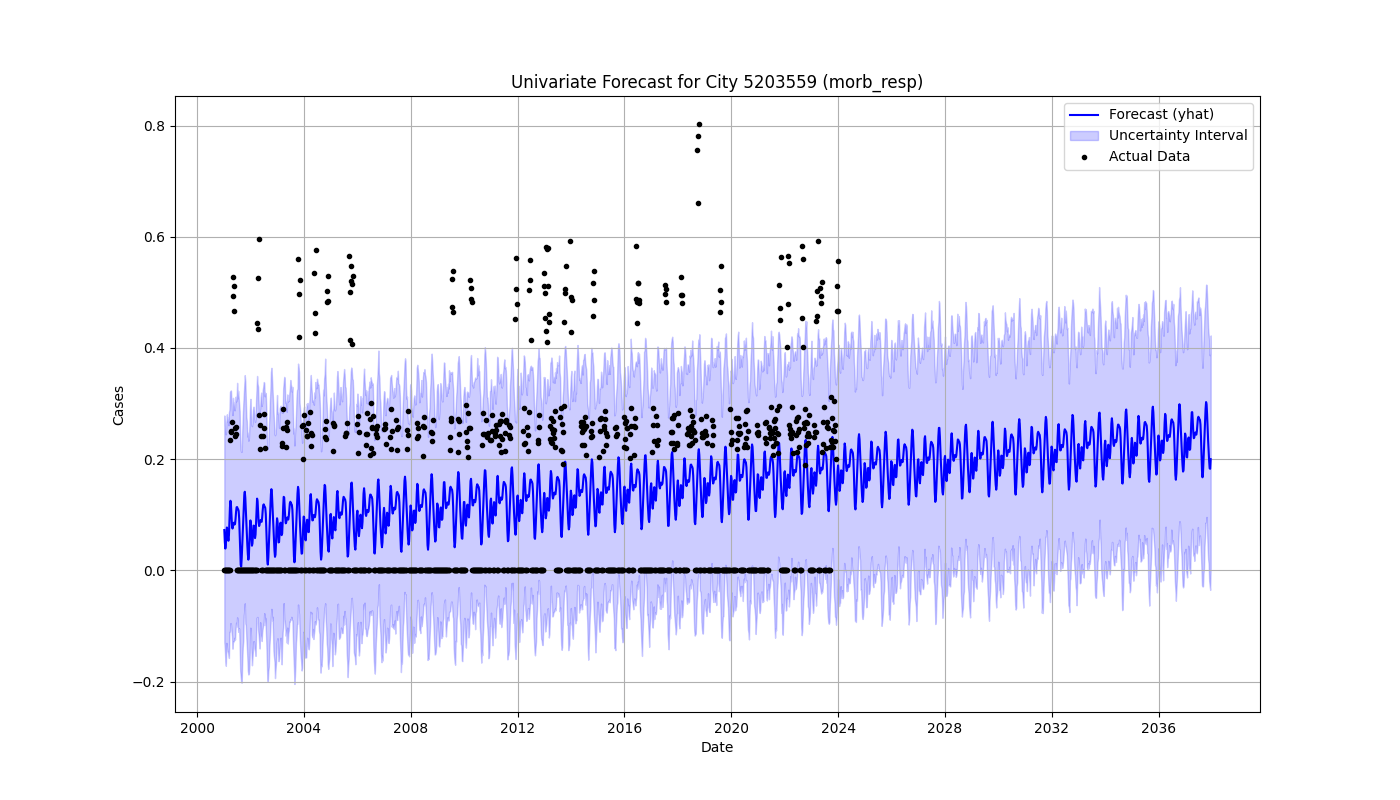 Univariate Forecast for City 5203559 (morb_resp)
Forecast (yhat)
Uncertainty Interval
Actual Data
Cases
0.8
0.6
0.4
0.2
0.0
−0.2
2000 2004 2008 2012 2016 2020 2024 2028 2032 2036
Date